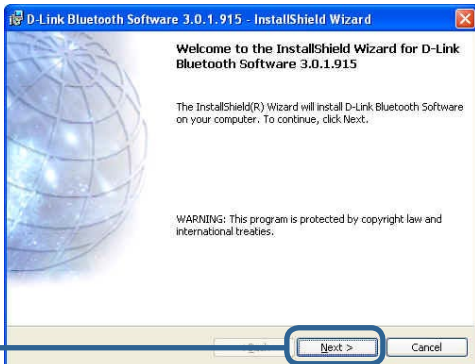 D-Link Bluetooth Software 3.0.1.915 - InstallShield Wizard
Welcome to the InstallShield Wizard for D-Link
Bluetooth Software 3.0.1.915
The InstallShield(R) Wizard will install D-Link Bluetooth Software
on your computer. To continue, click Next.
WARNING: This program is protected by copyright law and
international treaties.
Next >
Cancel